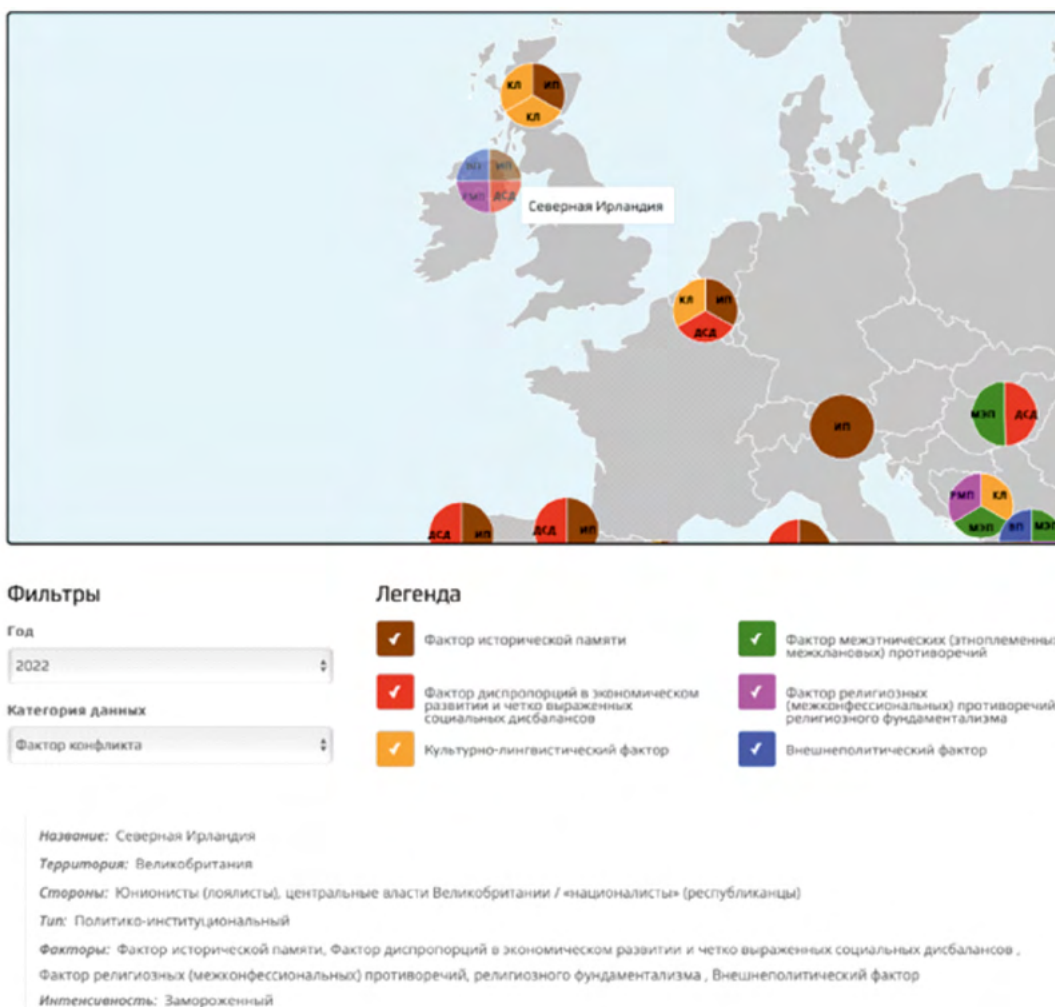 КЛ ИП
КЛ
ВП ИП
РМП ДСД
Северная Ирландия
КЛ ИП
ДСД
ИП
МЭП ДСД
РМП КЛ
МЭП ВП МЭП
ДСД ИП ДСД ИП
Фильтры
Легенда
Год
2022
Категория данных
Фактор конфликта
Фактор исторической памяти
Фактор диспропорций в экономическом
развитии и четко выраженных
социальных дисбалансов
Культурно-лингвистический фактор
Фактор межэтнических (этноплеменных
межклановых) противоречий
Фактор религиозных
(межконфессиональных) противоречий
религиозного фундаментализма
Внешнеполитический фактор
Название: Северная Ирландия
Территория: Великобритания
Стороны: Юнионисты (лоялисты), центральные власти Великобритании / «националисты» (республиканцы)
Тип: Политико-институциональный
Факторы: Фактор исторической памяти, Фактор диспропорций в экономическом развитии и четко выраженных социальных дисбалансов ,
Фактор религиозных (межконфессиональных) противоречий, религиозного фундаментализма , Внешнеполитический фактор
Интенсивность: Замороженный